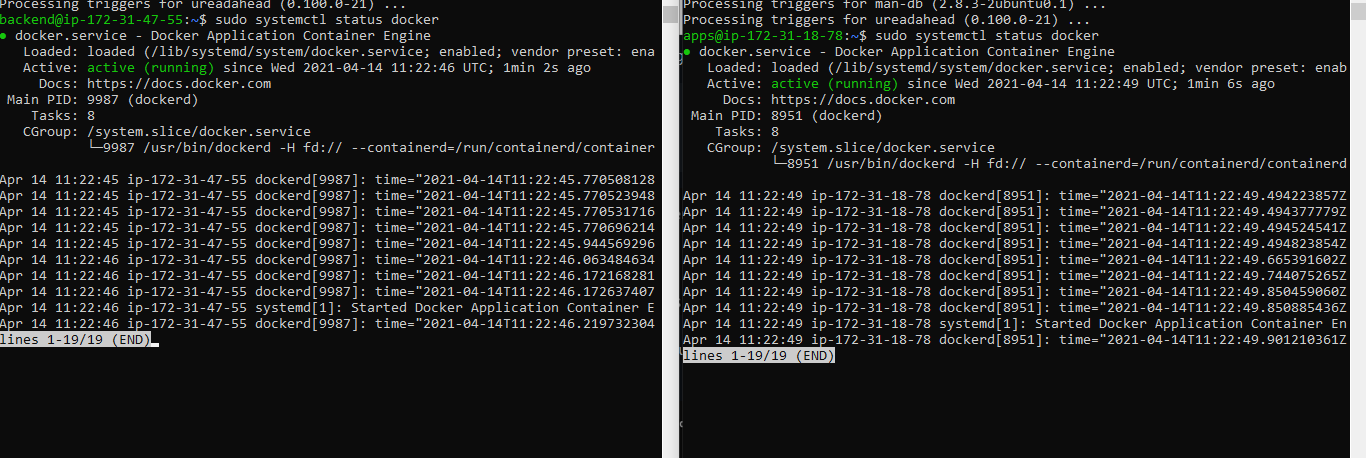 Processing triggers for ureadahead (0.100.0-21) ...
backend@ip-172-31-47-55:~$ sudo systemctl status docker
● docker.service - Docker Application Container Engine
   Loaded: loaded (/lib/systemd/system/docker.service; enabled; vendor preset: ena
   Active: active (running) since Wed 2021-04-14 11:22:46 UTC; 1min 2s ago
     Docs: https://docs.docker.com
 Main PID: 9987 (dockerd)
    Tasks: 8
   CGroup: /system.slice/docker.service
           └─9987 /usr/bin/dockerd -H fd:// --containerd=/run/containerd/container
Apr 14 11:22:45 ip-172-31-47-55 dockerd[9987]: time="2021-04-14T11:22:45.770508128
Apr 14 11:22:45 ip-172-31-47-55 dockerd[9987]: time="2021-04-14T11:22:45.770523948
Apr 14 11:22:45 ip-172-31-47-55 dockerd[9987]: time="2021-04-14T11:22:45.770531716
Apr 14 11:22:45 ip-172-31-47-55 dockerd[9987]: time="2021-04-14T11:22:45.770696214
Apr 14 11:22:45 ip-172-31-47-55 dockerd[9987]: time="2021-04-14T11:22:45.944569296
Apr 14 11:22:46 ip-172-31-47-55 dockerd[9987]: time="2021-04-14T11:22:46.063484634
Apr 14 11:22:46 ip-172-31-47-55 dockerd[9987]: time="2021-04-14T11:22:46.172168281
Apr 14 11:22:46 ip-172-31-47-55 dockerd[9987]: time="2021-04-14T11:22:46.172637407
Apr 14 11:22:46 ip-172-31-47-55 systemd[1]: Started Docker Application Container E
Apr 14 11:22:46 ip-172-31-47-55 dockerd[9987]: time="2021-04-14T11:22:46.219732304
lines 1-19/19 (END)
Processing triggers for man-db (2.8.3-2ubuntu0.1) ...
Processing triggers for ureadahead (0.100.0-21) ...
apps@ip-172-31-18-78:~$ sudo systemctl status docker
● docker.service - Docker Application Container Engine
   Loaded: loaded (/lib/systemd/system/docker.service; enabled; vendor preset: enab
   Active: active (running) since Wed 2021-04-14 11:22:49 UTC; 1min 6s ago
     Docs: https://docs.docker.com
 Main PID: 8951 (dockerd)
    Tasks: 8
   CGroup: /system.slice/docker.service
           └─8951 /usr/bin/dockerd -H fd:// --containerd=/run/containerd/containerd
Apr 14 11:22:49 ip-172-31-18-78 dockerd[8951]: time="2021-04-14T11:22:49.494223857Z
Apr 14 11:22:49 ip-172-31-18-78 dockerd[8951]: time="2021-04-14T11:22:49.494377779Z
Apr 14 11:22:49 ip-172-31-18-78 dockerd[8951]: time="2021-04-14T11:22:49.494524541Z
Apr 14 11:22:49 ip-172-31-18-78 dockerd[8951]: time="2021-04-14T11:22:49.494823854Z
Apr 14 11:22:49 ip-172-31-18-78 dockerd[8951]: time="2021-04-14T11:22:49.665391602Z
Apr 14 11:22:49 ip-172-31-18-78 dockerd[8951]: time="2021-04-14T11:22:49.744075265Z
Apr 14 11:22:49 ip-172-31-18-78 dockerd[8951]: time="2021-04-14T11:22:49.850459060Z
Apr 14 11:22:49 ip-172-31-18-78 dockerd[8951]: time="2021-04-14T11:22:49.850885436Z
Apr 14 11:22:49 ip-172-31-18-78 systemd[1]: Started Docker Application Container En
Apr 14 11:22:49 ip-172-31-18-78 dockerd[8951]: time="2021-04-14T11:22:49.901210361Z
lines 1-19/19 (END)